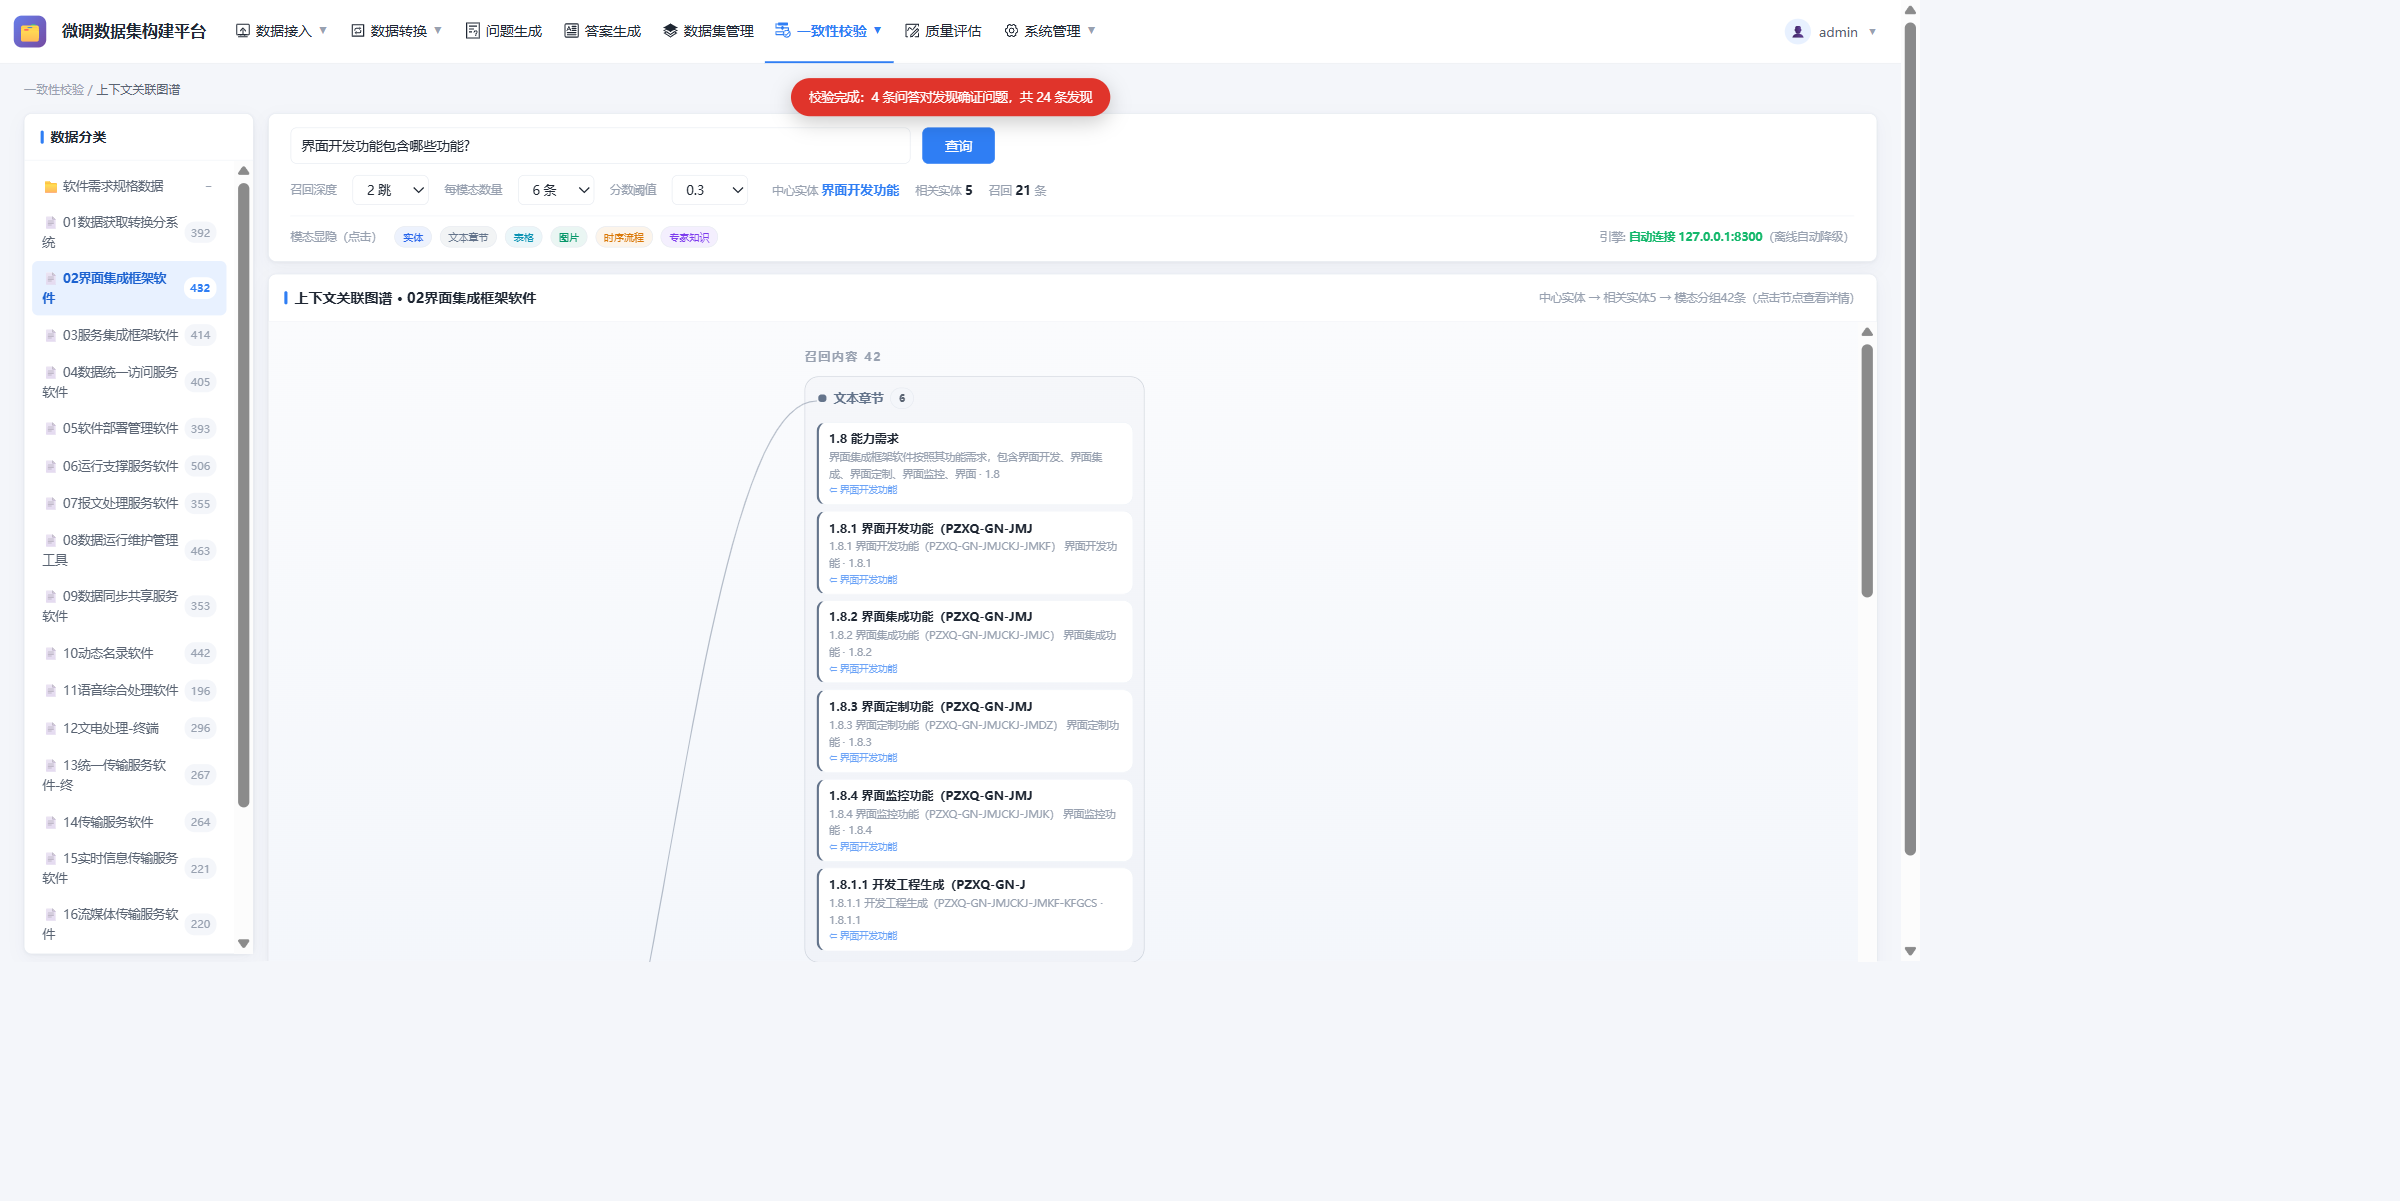 微调数据集构建平台
数据接入
数据转换
问题生成
答案生成
数据集管理
一致性校验
质量评估
系统管理
admin
一致性校验 / 上下文关联图谱
校验完成：4 条问答对发现确证问题，共 24 条发现
数据分类
软件需求规格数据 –
01数据获取转换分系
统
392
02界面集成框架软
件
432
03服务集成框架软件 414
04数据统一访问服务
软件
405
05软件部署管理软件 393
06运行支撑服务软件 506
07报文处理服务软件 355
08数据运行维护管理
工具
463
09数据同步共享服务
软件
353
10动态名录软件 442
11语音综合处理软件 196
12文电处理-终端 296
13统一传输服务软
件-终
267
14传输服务软件 264
15实时信息传输服务
软件
221
16流媒体传输服务软
件
220
界面开发功能包含哪些功能?
查询
召回深度 2 跳 每模态数量 6 条 分数阈值 0.3 中心实体 界面开发功能 相关实体 5 召回 21 条
模态显隐（点击） 实体 文本章节 表格 图片 时序流程 专家知识
引擎: 自动连接 127.0.0.1:8300（离线自动降级）
上下文关联图谱 • 02界面集成框架软件
中心实体 → 相关实体5 → 模态分组42条（点击节点查看详情）
召回内容 42
文本章节 6
1.8 能力需求
界面集成框架软件按照其功能需求，包含界面开发、界面集
成、界面定制、界面监控、界面 · 1.8
⇐ 界面开发功能
1.8.1 界面开发功能（PZXQ-GN-JMJ
1.8.1 界面开发功能（PZXQ-GN-JMJCKJ-JMKF） 界面开发功
能 · 1.8.1
⇐ 界面开发功能
1.8.2 界面集成功能（PZXQ-GN-JMJ
1.8.2 界面集成功能（PZXQ-GN-JMJCKJ-JMJC） 界面集成功
能 · 1.8.2
⇐ 界面开发功能
1.8.3 界面定制功能（PZXQ-GN-JMJ
1.8.3 界面定制功能（PZXQ-GN-JMJCKJ-JMDZ） 界面定制功
能 · 1.8.3
⇐ 界面开发功能
1.8.4 界面监控功能（PZXQ-GN-JMJ
1.8.4 界面监控功能（PZXQ-GN-JMJCKJ-JMJK） 界面监控功
能 · 1.8.4
⇐ 界面开发功能
1.8.1.1 开发工程生成（PZXQ-GN-J
1.8.1.1 开发工程生成（PZXQ-GN-JMJCKJ-JMKF-KFGCS ·
1.8.1.1
⇐ 界面开发功能